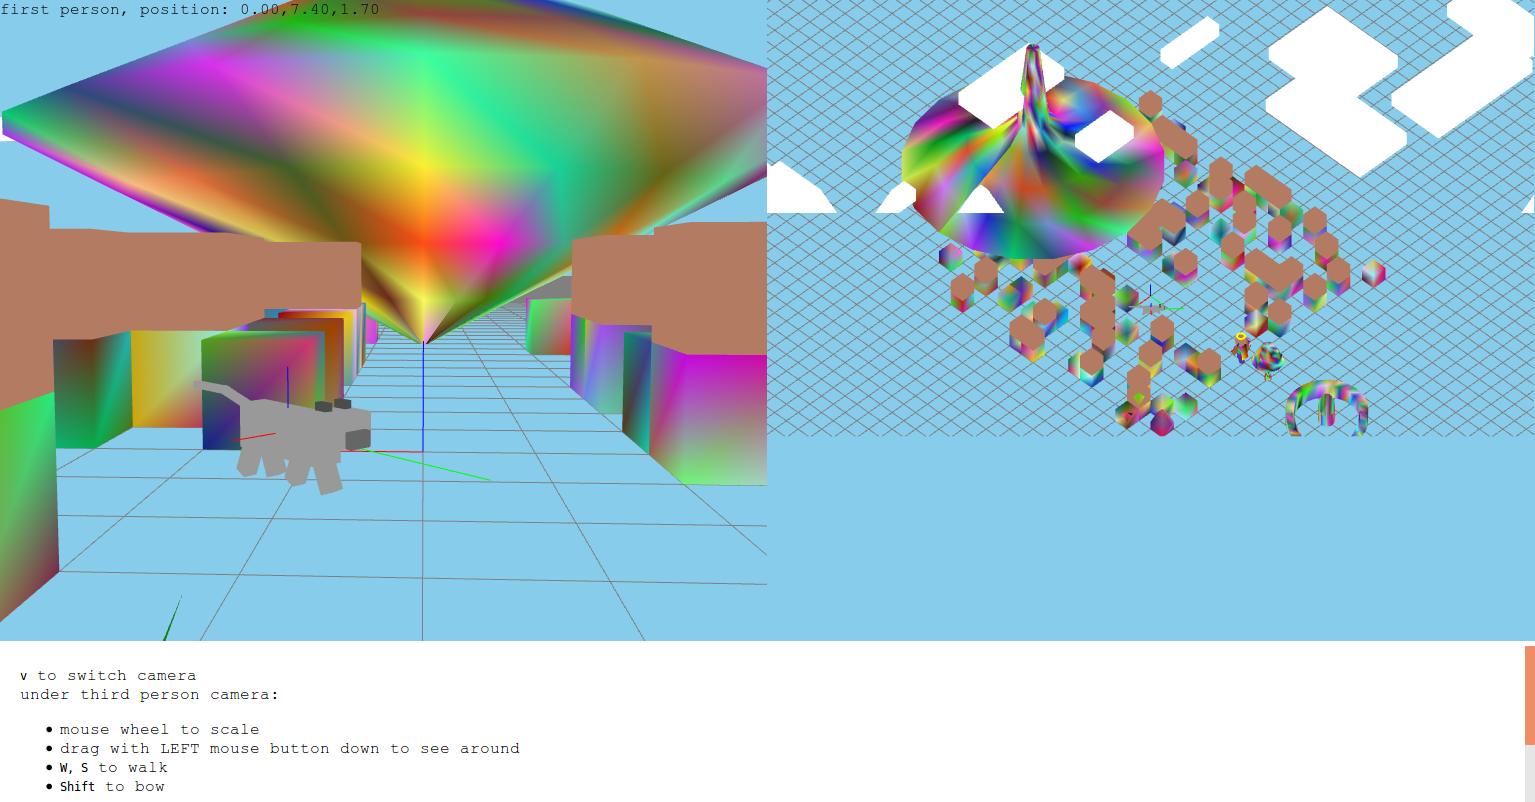 first person, position: 0.00,7.40,1.70
v to switch camera
under third person camera:
• mouse wheel to scale
• drag with LEFT mouse button down to see around
• W, S to walk
• Shift to bow